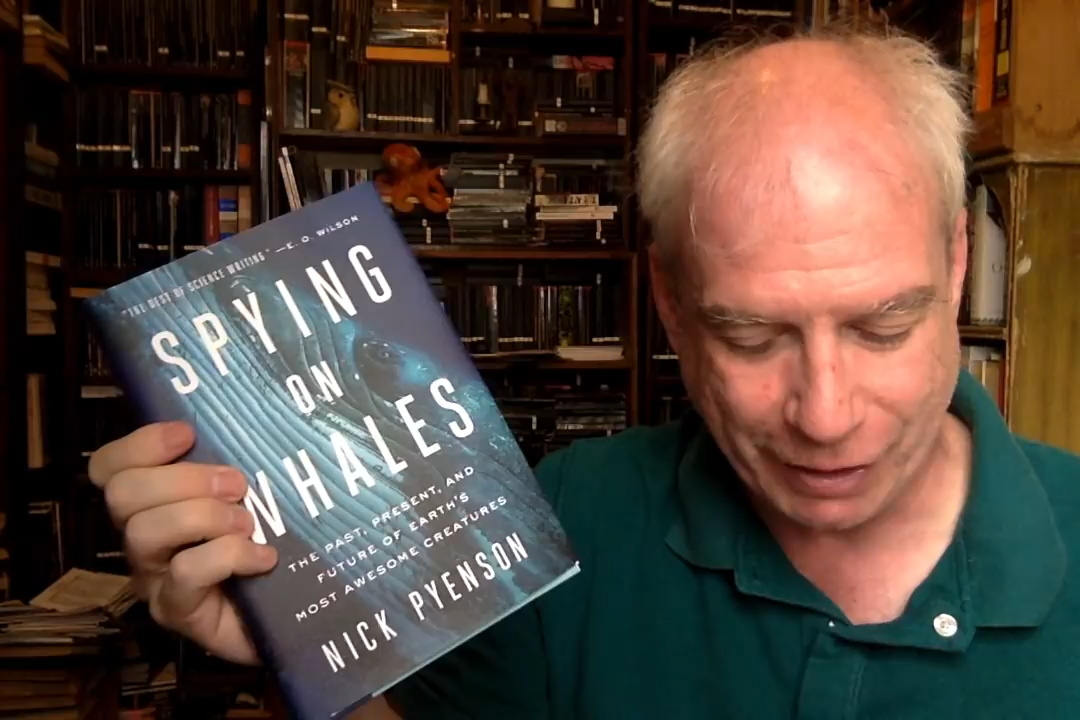 "THE BEST OF SCIENCE WRITING" —E. O. WILSON
SPYING
ON
WHALES
THE PAST, PRESENT, AND
FUTURE OF EARTH'S
MOST AWESOME CREATURES
NICK PYENSON